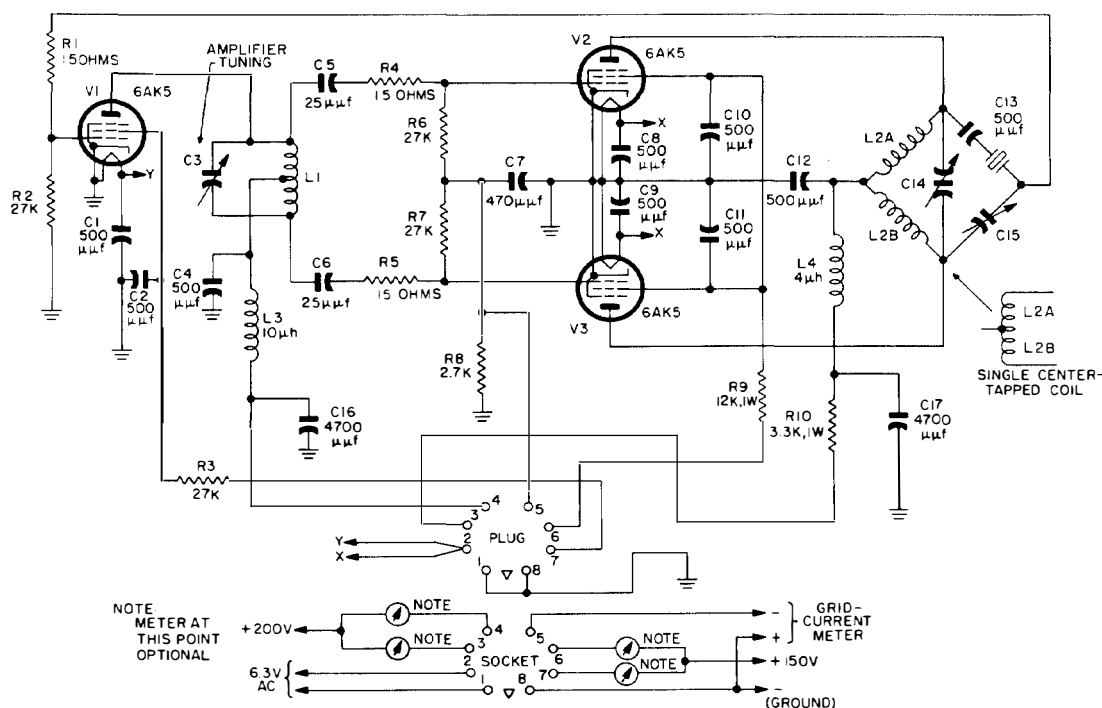 R1
15OHMS
AMPLIFIER
TUNING
V1
6AK5
R2
27K
Y
C1
500
µµf
C2
500
µµf
C3
C4
500
µµf
L1
L3
10µh
C5
25µµf
R4
15 OHMS
C6
25µµf
R5
15 OHMS
R6
27K
R7
27K
C7
470µµf
R8
2.7K
V2
6AK5
X
C8
500
µµf
C9
500
µµf
X
V3
6AK5
C10
500
µµf
C11
500
µµf
C12
500µµf
L2A
L2B
C13
500
µµf
C14
C15
L4
4µh
L2A
L2B
SINGLE CENTER-
TAPPED COIL
R9
12K,1W
R10
3.3K,1W
C17
4700
µµf
C16
4700
µµf
R3
27K
4
5
3
6
2
7
1
8
PLUG
Y
X
NOTE:
METER AT
THIS POINT
OPTIONAL
+200V
NOTE
NOTE
6.3V
AC
4
5
3
6
2
7
1
8
SOCKET
NOTE
NOTE
-
+
GRID-
CURRENT
METER
+150V
-
(GROUND)